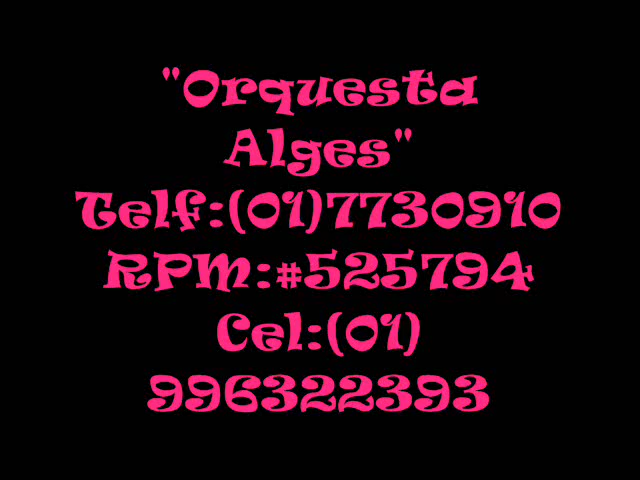 "Orquesta
Alges"
Telf:(01)7730910
RPM:#525794
Cel:(01)
996322393